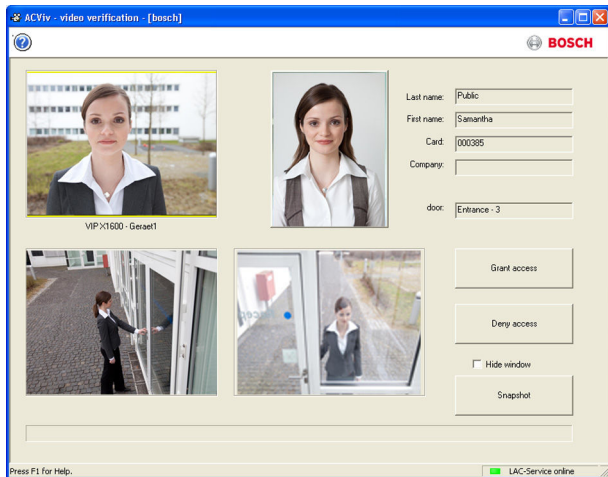 ACViv - video verification - [bosch]
BOSCH
Last name: Public
First name: Samantha
Card: 000385
Company:
door: Entrance - 3
VIP X1600 - Geraet1
Grant access
Deny access
Hide window
Snapshot
Press F1 for Help.
LAC-Service online